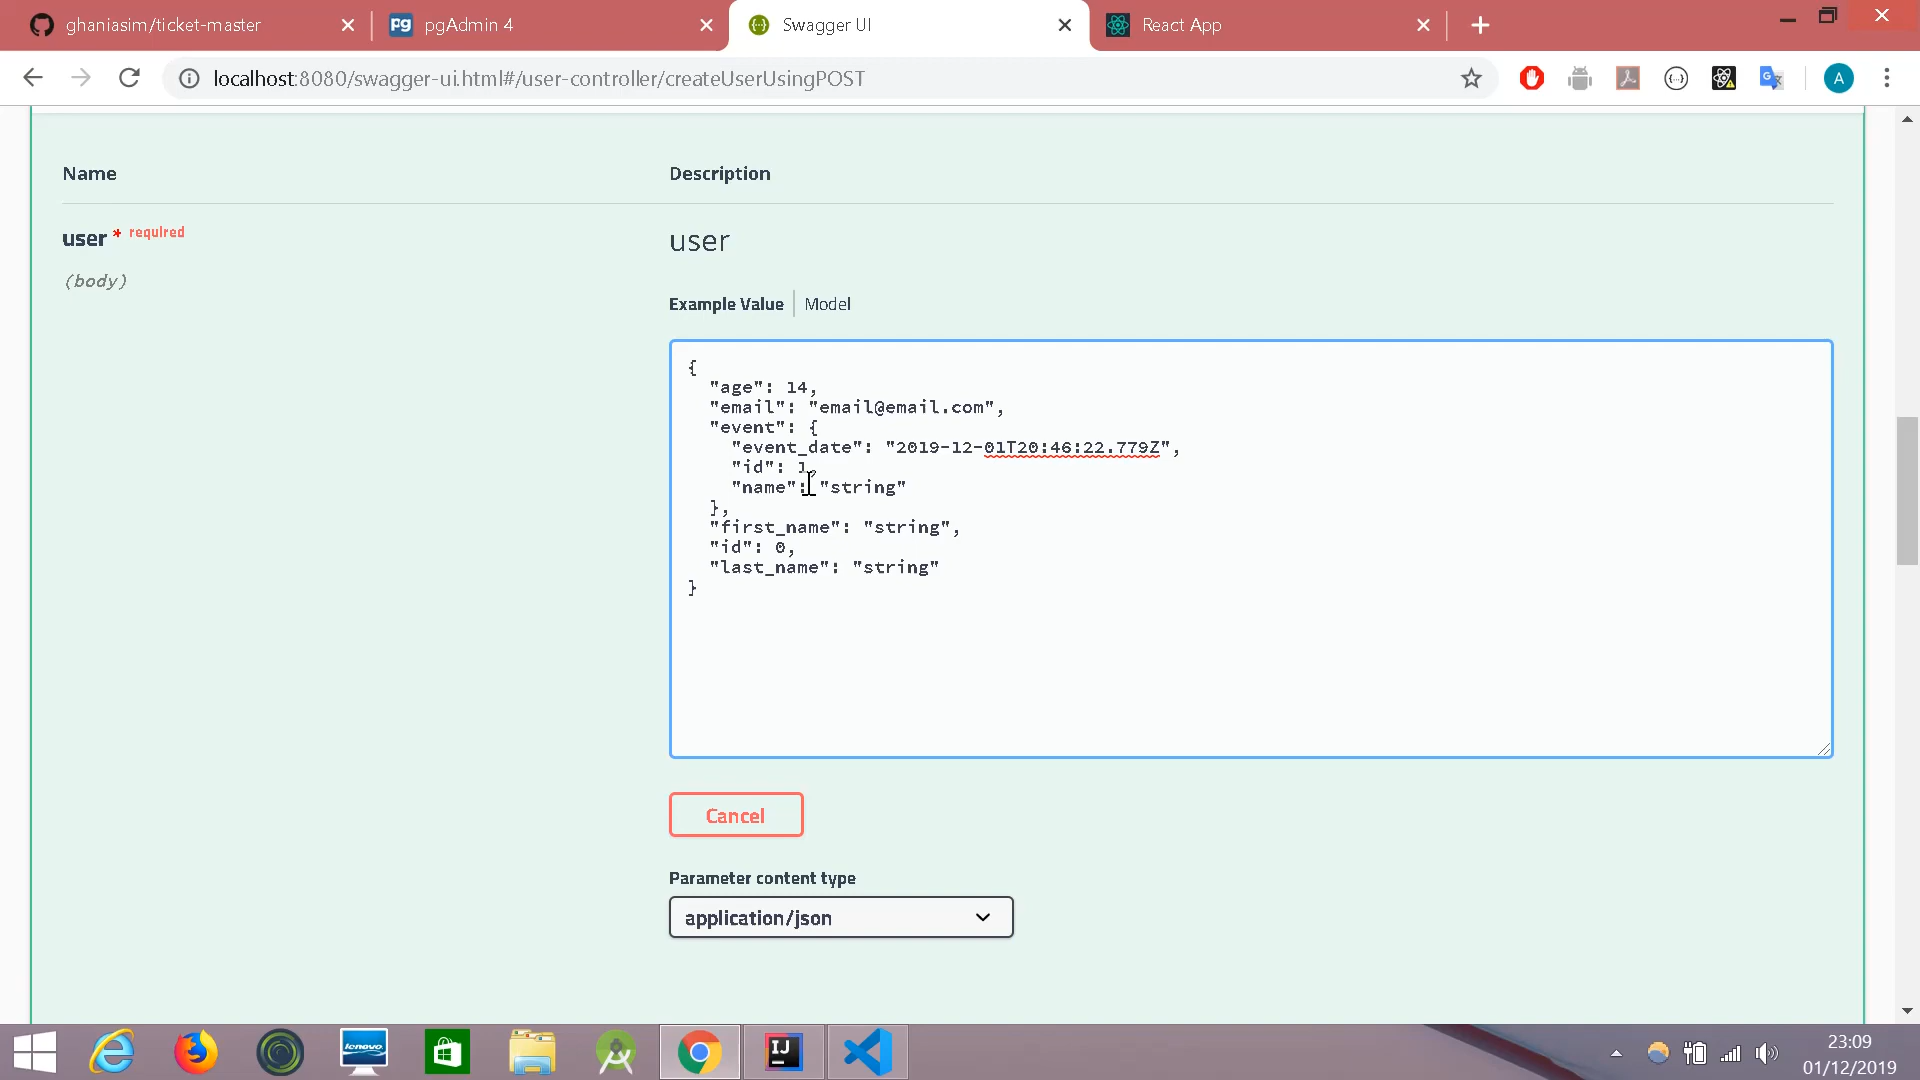 ghaniasim/ticket-master
pgAdmin 4
Swagger UI
React App
localhost:8080/swagger-ui.html#/user-controller/createUserUsingPOST
A
Name
Description
user * required
(body)
user
Example Value
Model
{
"age": 14,
"email": "email@email.com",
"event": {
"event_date": "2019-12-01T20:46:22.779Z",
"id": 1,
"name": "string"
},
"first_name": "string",
"id": 0,
"last_name": "string"
}
Cancel
Parameter content type
application/json
lenovo
IJ
23:09
01/12/2019